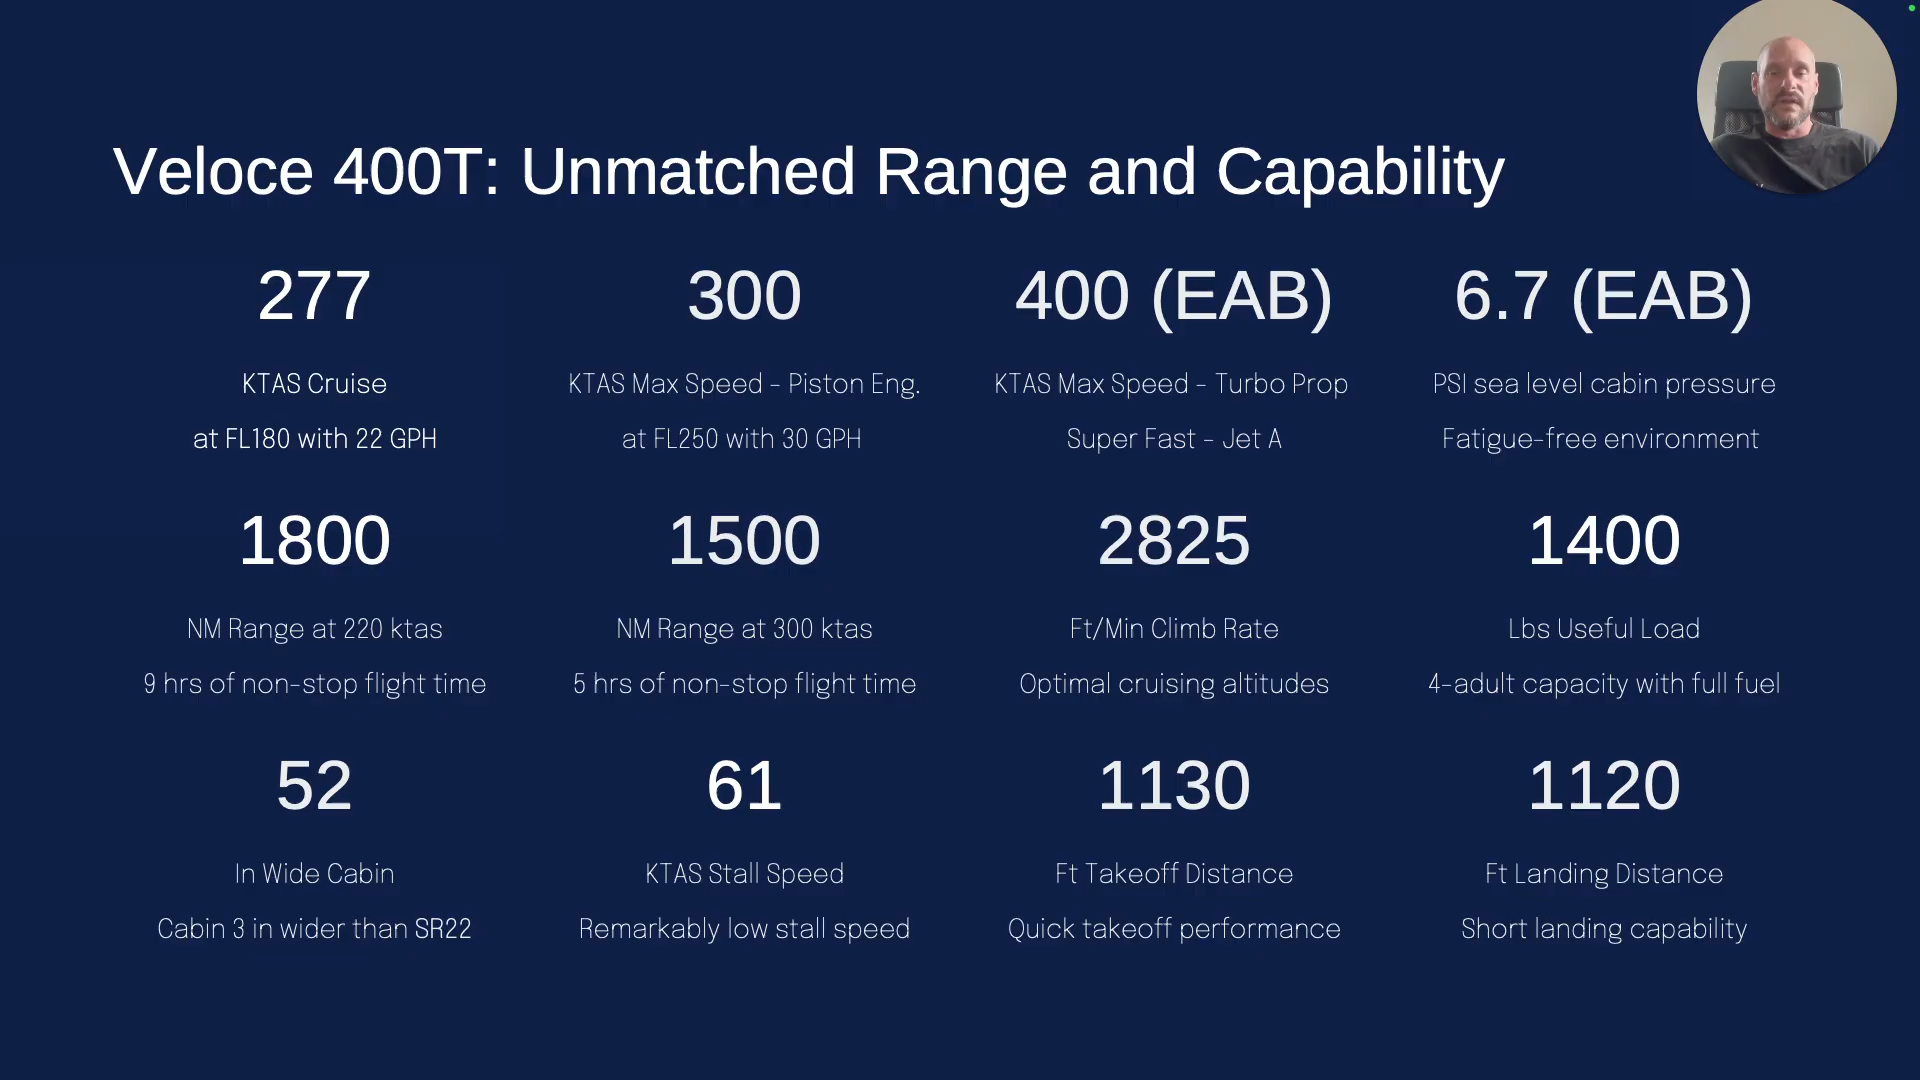 Veloce 400T: Unmatched Range and Capability
277
KTAS Cruise
at FL180 with 22 GPH
300
KTAS Max Speed - Piston Eng.
at FL250 with 30 GPH
400 (EAB)
KTAS Max Speed - Turbo Prop
Super Fast - Jet A
6.7 (EAB)
PSI sea level cabin pressure
Fatigue-free environment
1800
NM Range at 220 ktas
9 hrs of non-stop flight time
1500
NM Range at 300 ktas
5 hrs of non-stop flight time
2825
Ft/Min Climb Rate
Optimal cruising altitudes
1400
Lbs Useful Load
4-adult capacity with full fuel
52
In Wide Cabin
Cabin 3 in wider than SR22
61
KTAS Stall Speed
Remarkably low stall speed
1130
Ft Takeoff Distance
Quick takeoff performance
1120
Ft Landing Distance
Short landing capability